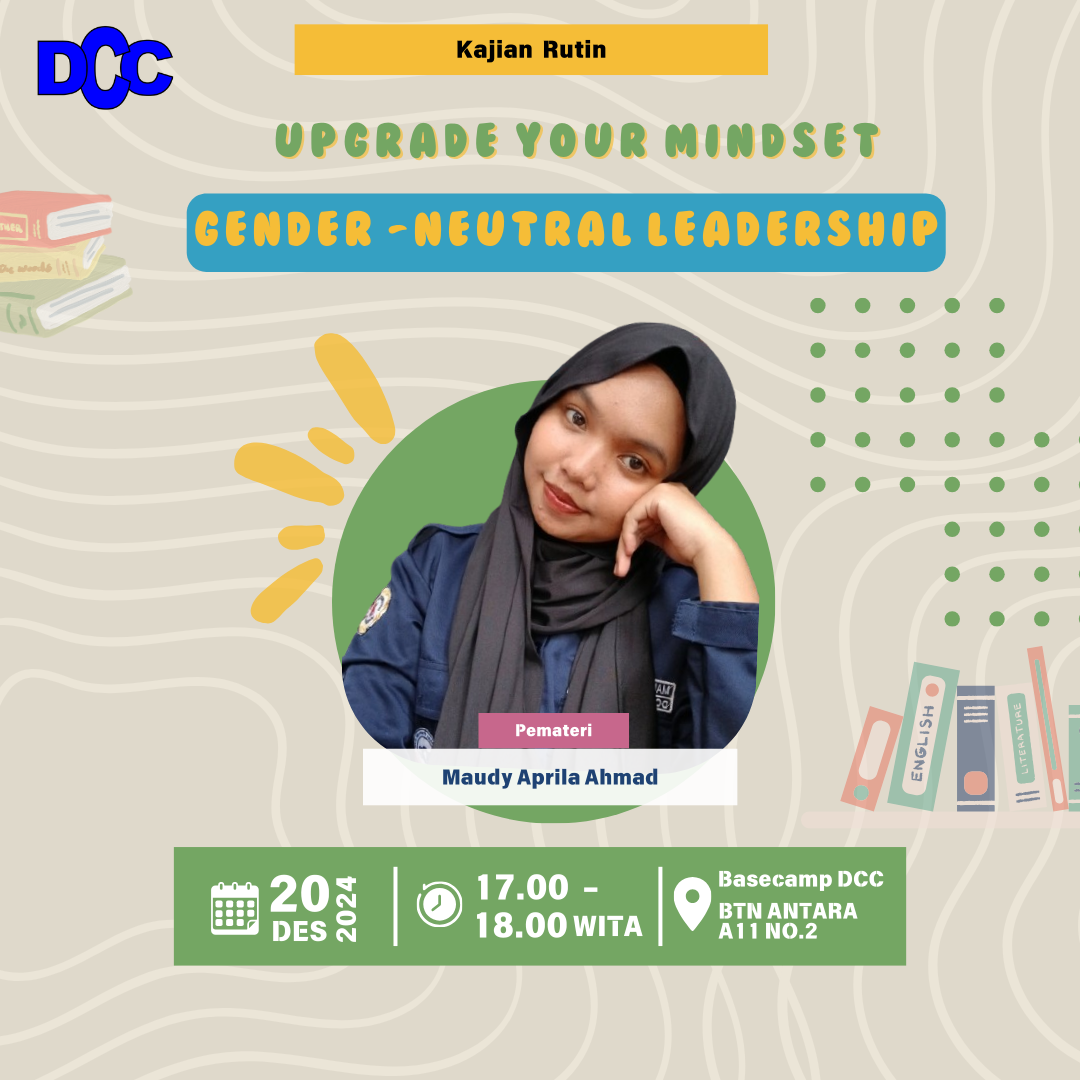 DCC
Kajian Rutin
UPGRADE YOUR MINDSET
GENDER -NEUTRAL LEADERSHIP
ENGLISH
LITERATURE
Pemateri
Maudy Aprila Ahmad
20
DES
2024
17.00 -
18.00 WITA
Basecamp DCC
BTN ANTARA
A11 NO.2